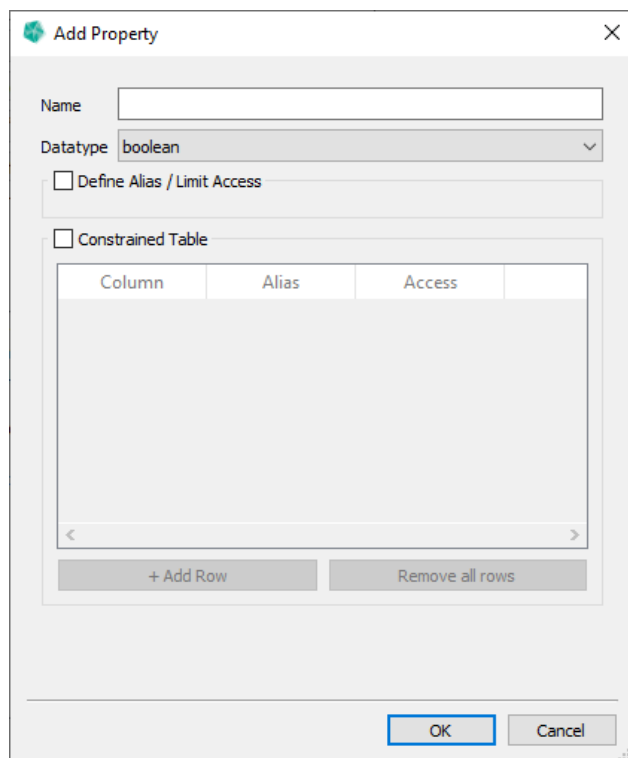 Add Property
Name
Datatype boolean
Define Alias / Limit Access
Constrained Table
Column Alias Access
+ Add Row Remove all rows
OK Cancel